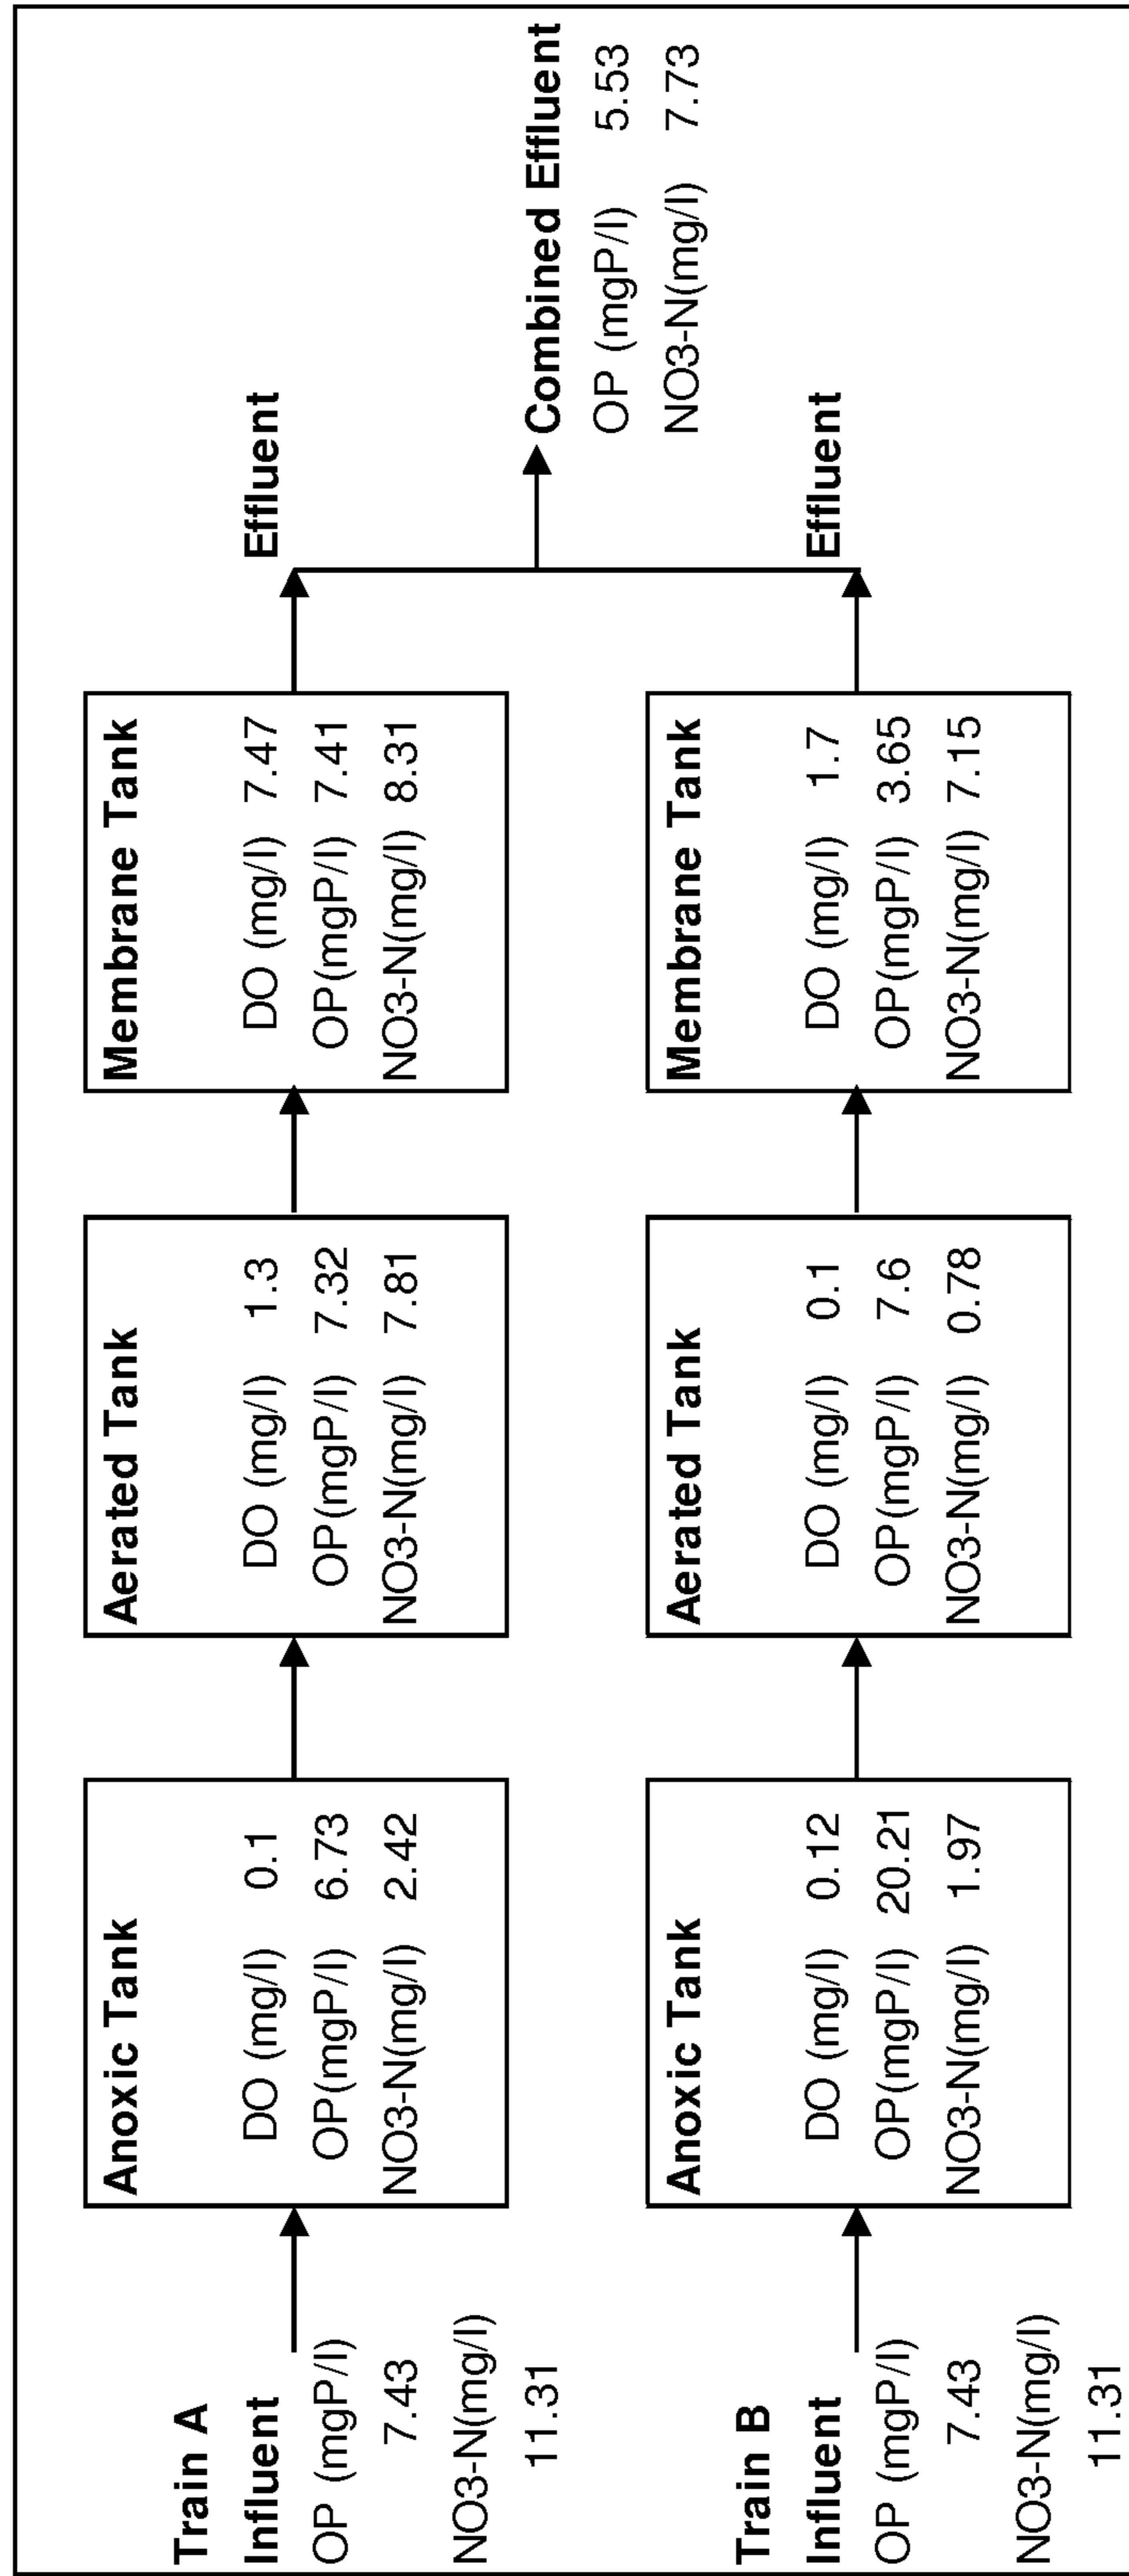 Train A
Influent
OP (mgP/l)
7.43
NO3-N(mg/l)
11.31
Anoxic Tank
DO (mg/l) 0.1
OP(mgP/l) 6.73
NO3-N(mg/l) 2.42
Aerated Tank
DO (mg/l) 1.3
OP(mgP/l) 7.32
NO3-N(mg/l) 7.81
Membrane Tank
DO (mg/l) 7.47
OP(mgP/l) 7.41
NO3-N(mg/l) 8.31
Effluent
Combined Effluent
OP (mgP/l) 5.53
NO3-N(mg/l) 7.73
Train B
Influent
OP (mgP/l)
7.43
NO3-N(mg/l)
11.31
Anoxic Tank
DO (mg/l) 0.12
OP(mgP/l) 20.21
NO3-N(mg/l) 1.97
Aerated Tank
DO (mg/l) 0.1
OP(mgP/l) 7.6
NO3-N(mg/l) 0.78
Membrane Tank
DO (mg/l) 1.7
OP(mgP/l) 3.65
NO3-N(mg/l) 7.15
Effluent